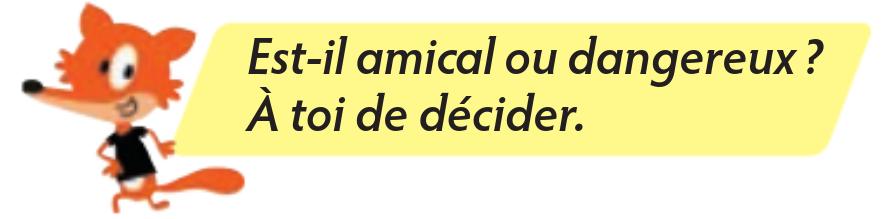 Est-il amical ou dangereux ?
À toi de décider.